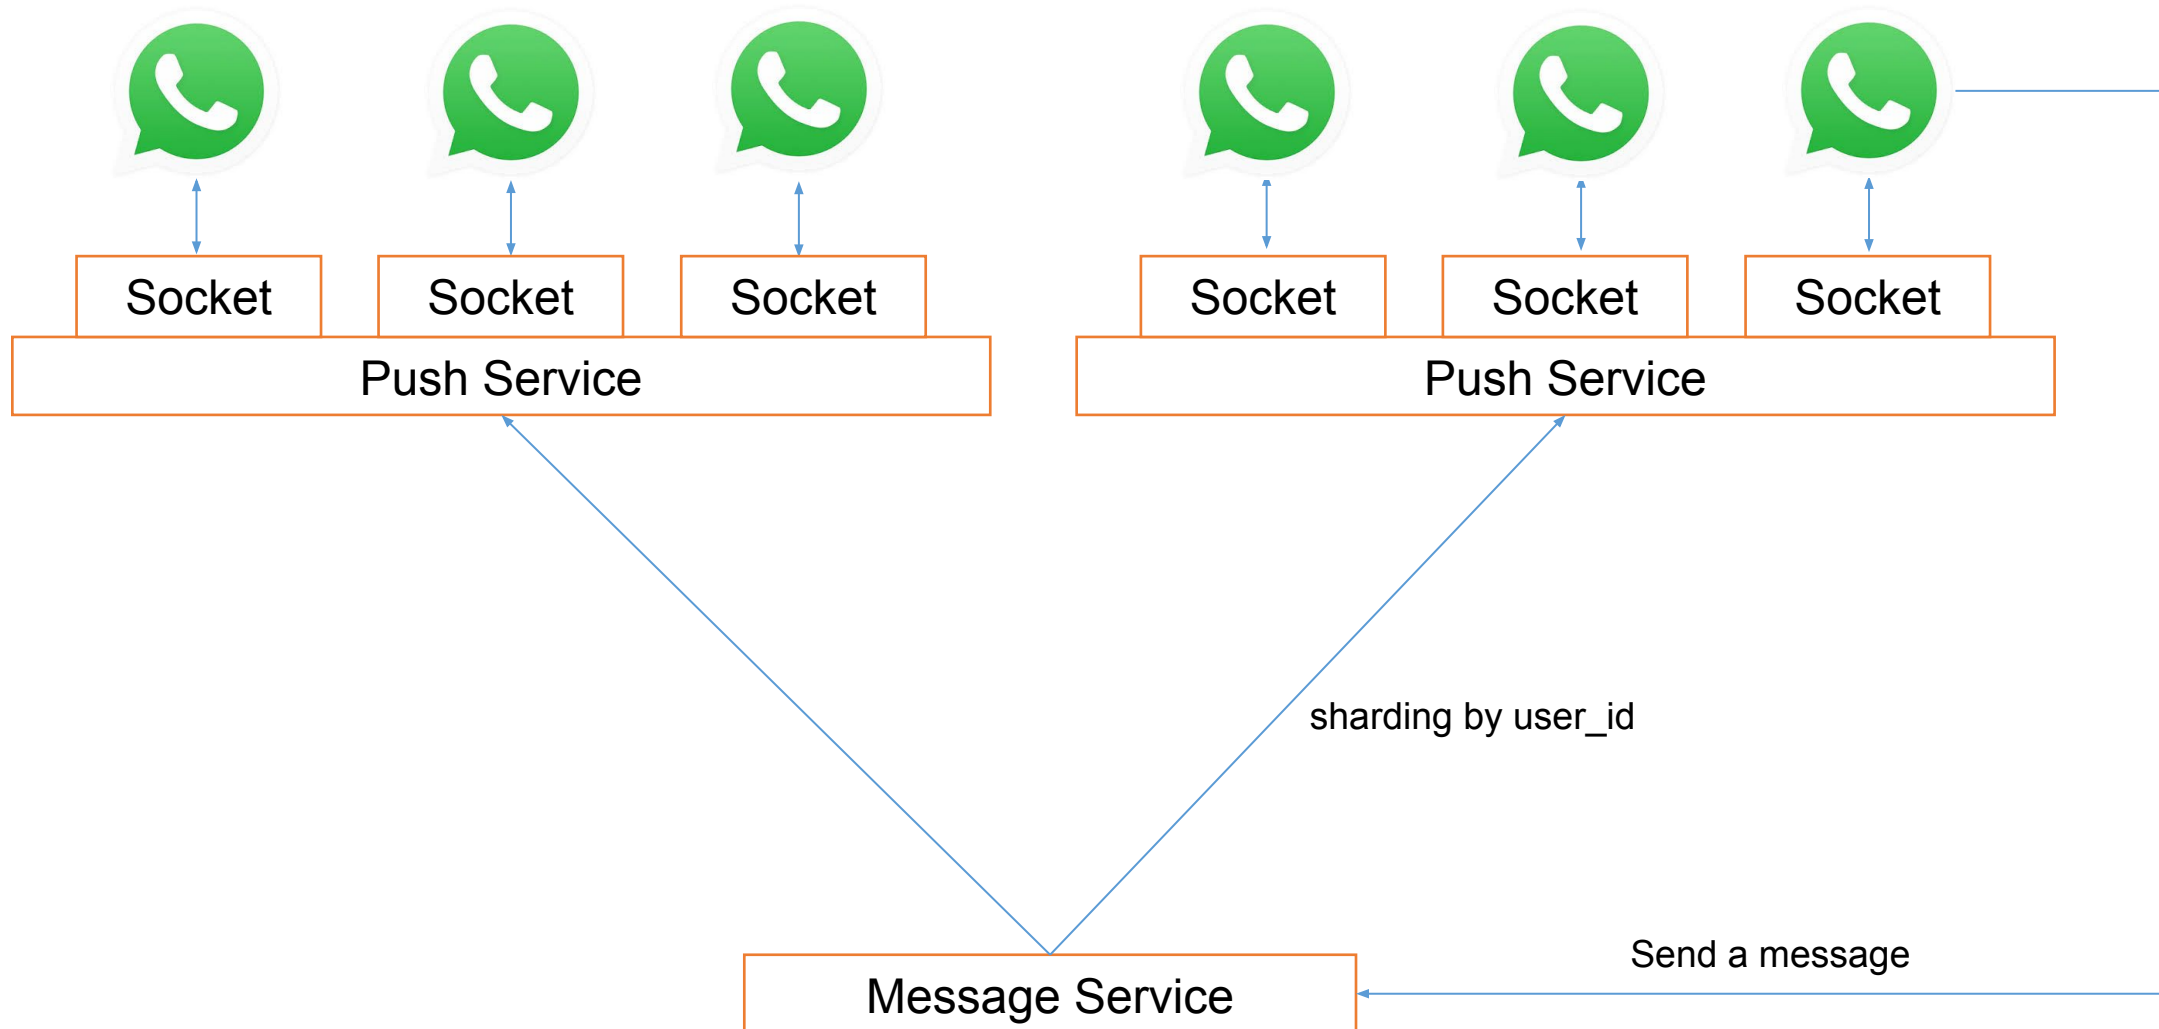 Socket
Socket
Socket
Socket
Socket
Socket
Push Service
Push Service
sharding by user_id
Send a message
Message Service